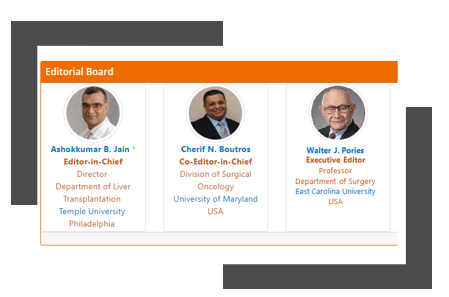 Editorial Board
Ashokkumar B. Jain *
Editor-in-Chief
Director
Department of Liver
Transplantation
Temple University
Philadelphia
Cherif N. Boutros
Co-Editor-in-Chief
Division of Surgical
Oncology
University of Maryland
USA
Walter J. Pories
Executive Editor
Professor
Department of Surgery
East Carolina University
USA